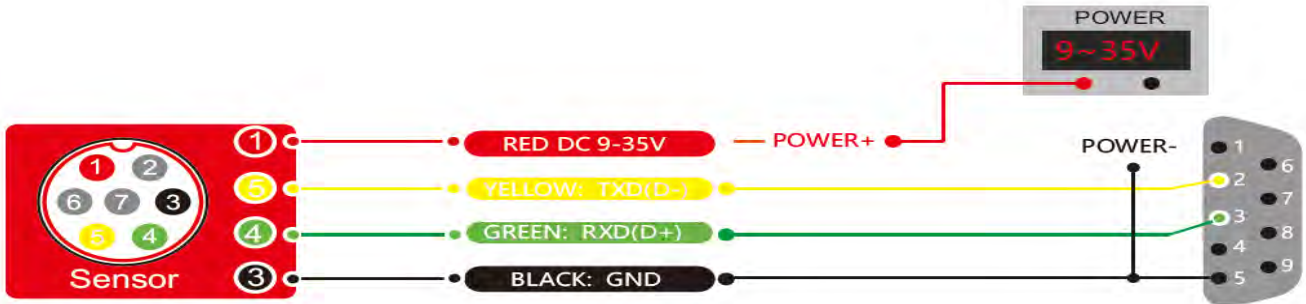 POWER
9~35V
1 RED DC 9-35V POWER+
POWER-
5 YELLOW: TXD(D-)
4 GREEN: RXD(D+)
3 BLACK: GND
1 2
6 7 3
5 4
Sensor
1
6
2
7
3
8
4
9
5